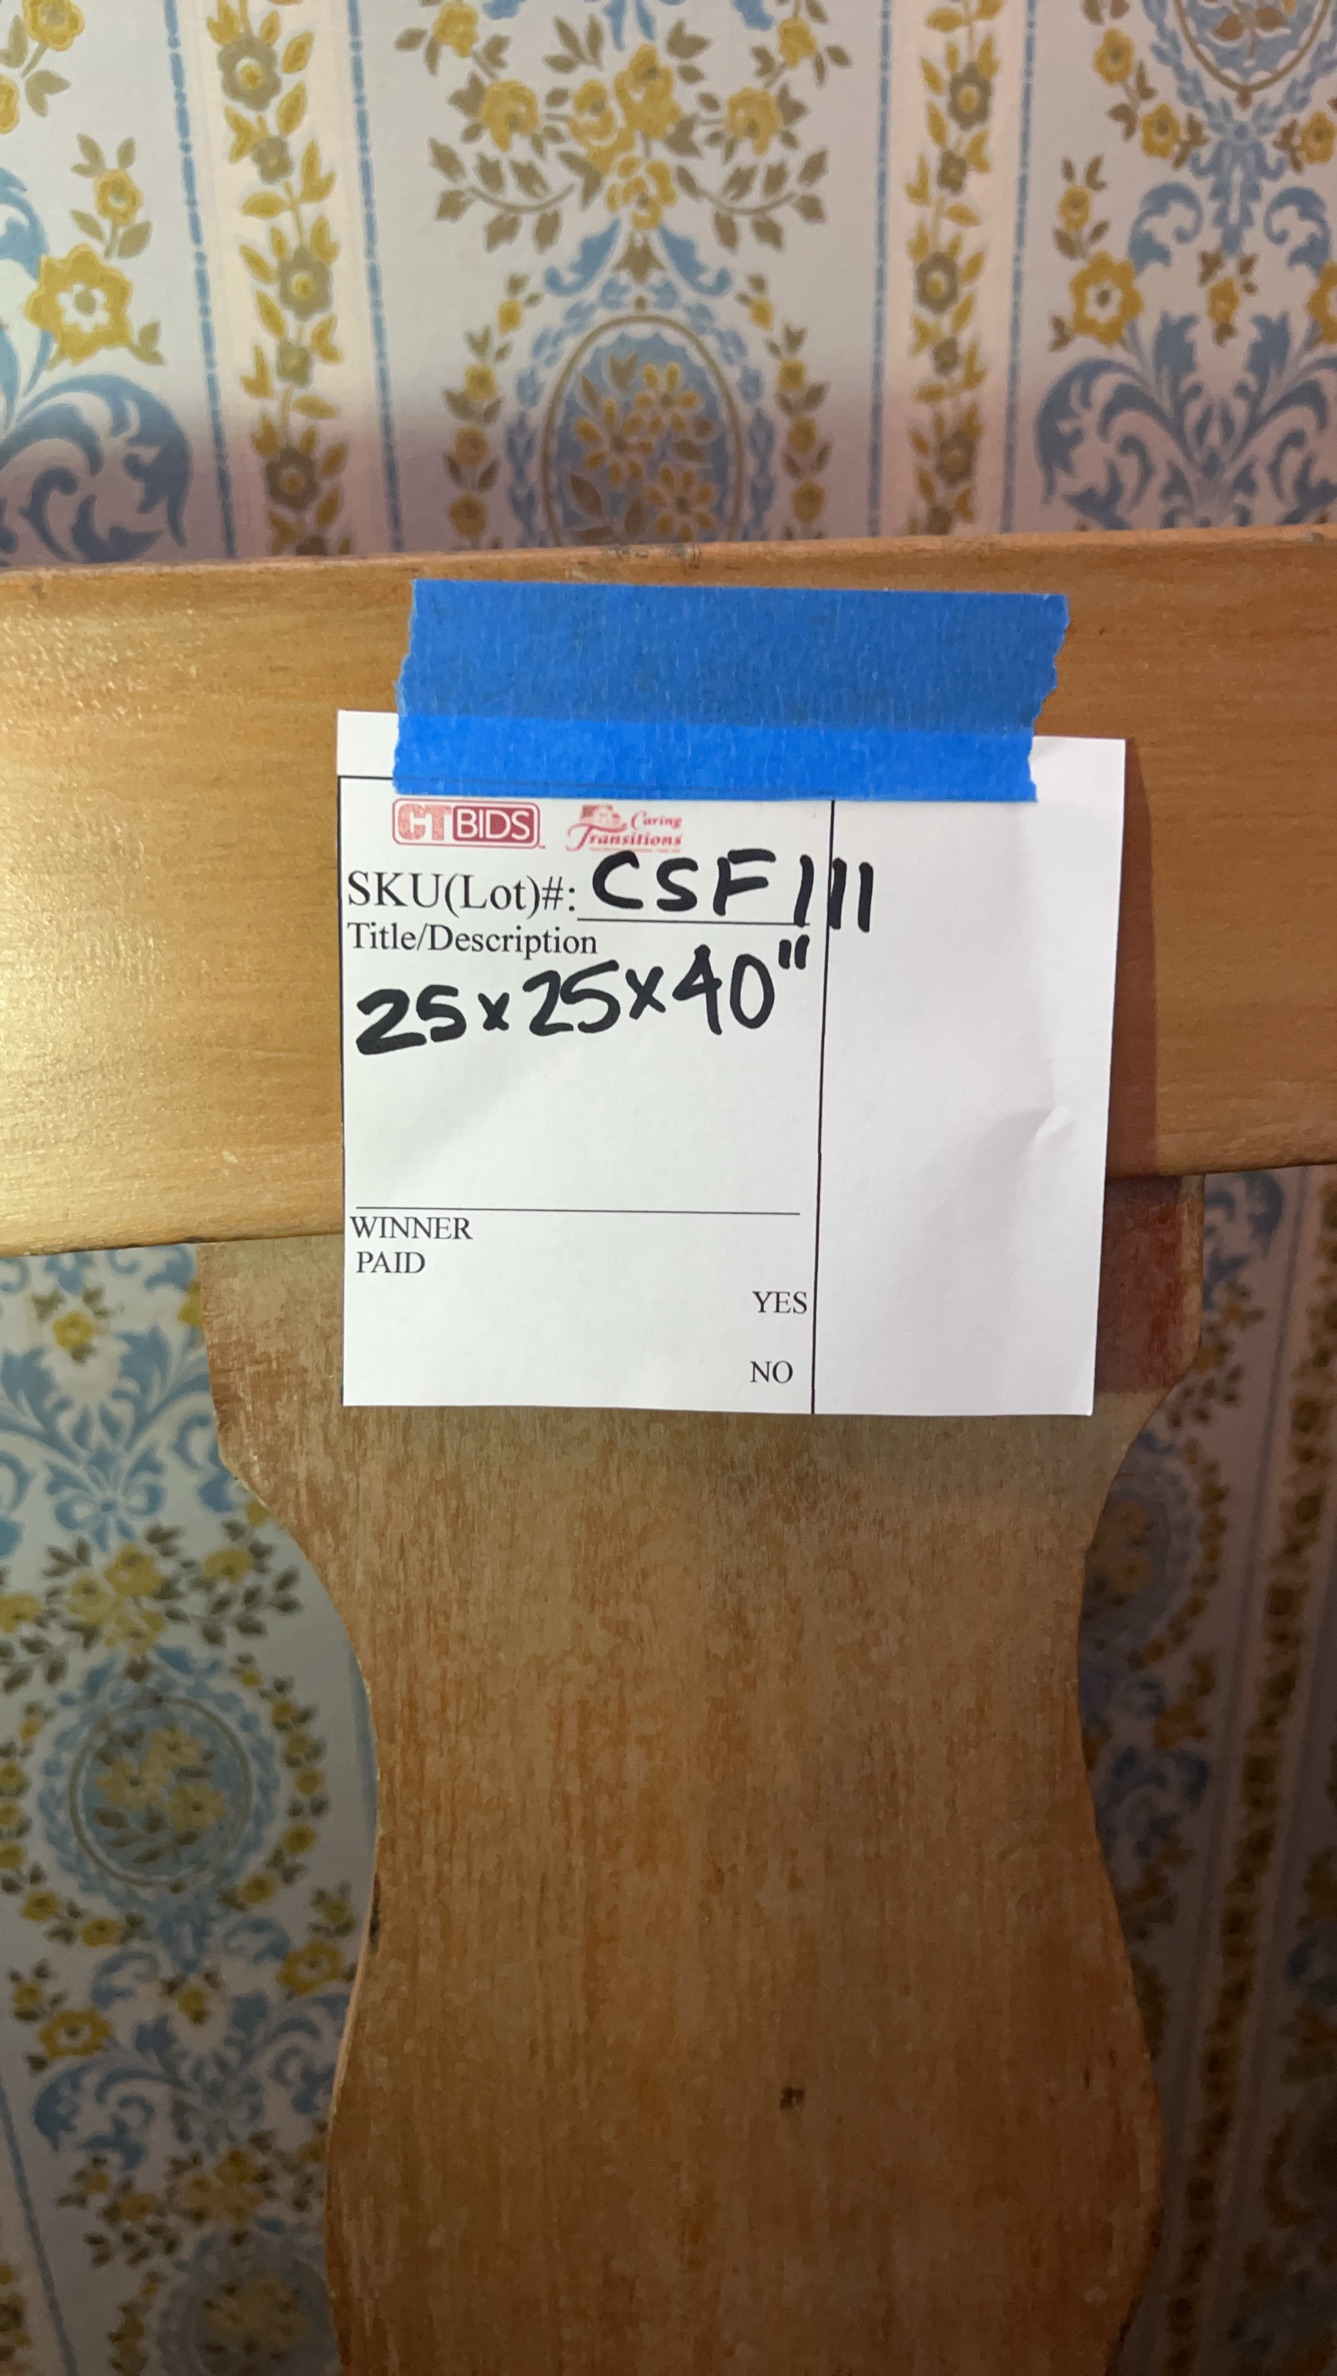 CTBIDS Caring Transitions
SKU(Lot)#: CSF111
Title/Description
25x25x40"
WINNER
PAID
YES
NO